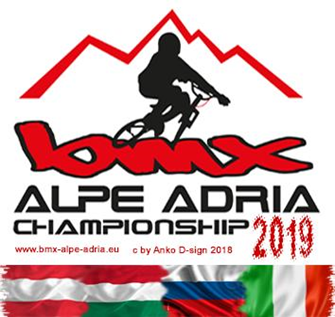 bmx
ALPE ADRIA
CHAMPIONSHIP 2019
www.bmx-alpe-adria.eu c by Anko D-sign 2018